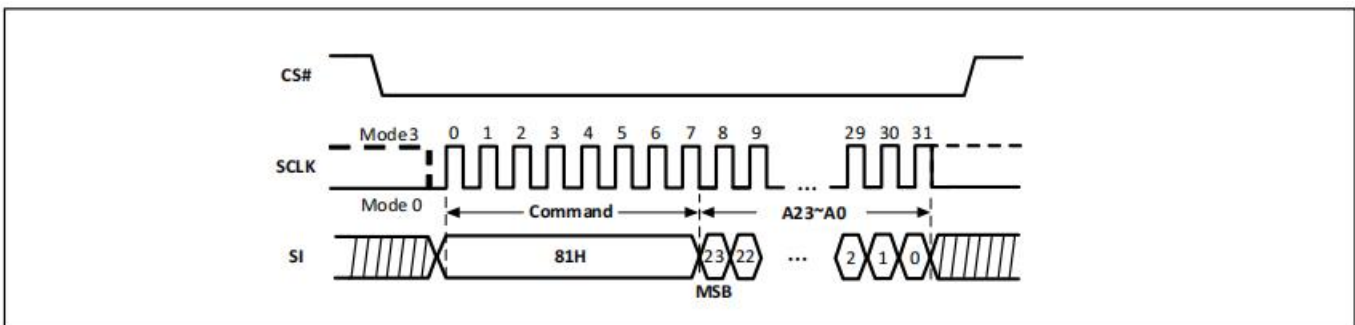 CS#
Mode3 0 1 2 3 4 5 6 7 8 9 29 30 31
SCLK
...
Mode 0
Command A23~A0
SI 81H 23 22 ... 2 1 0
MSB